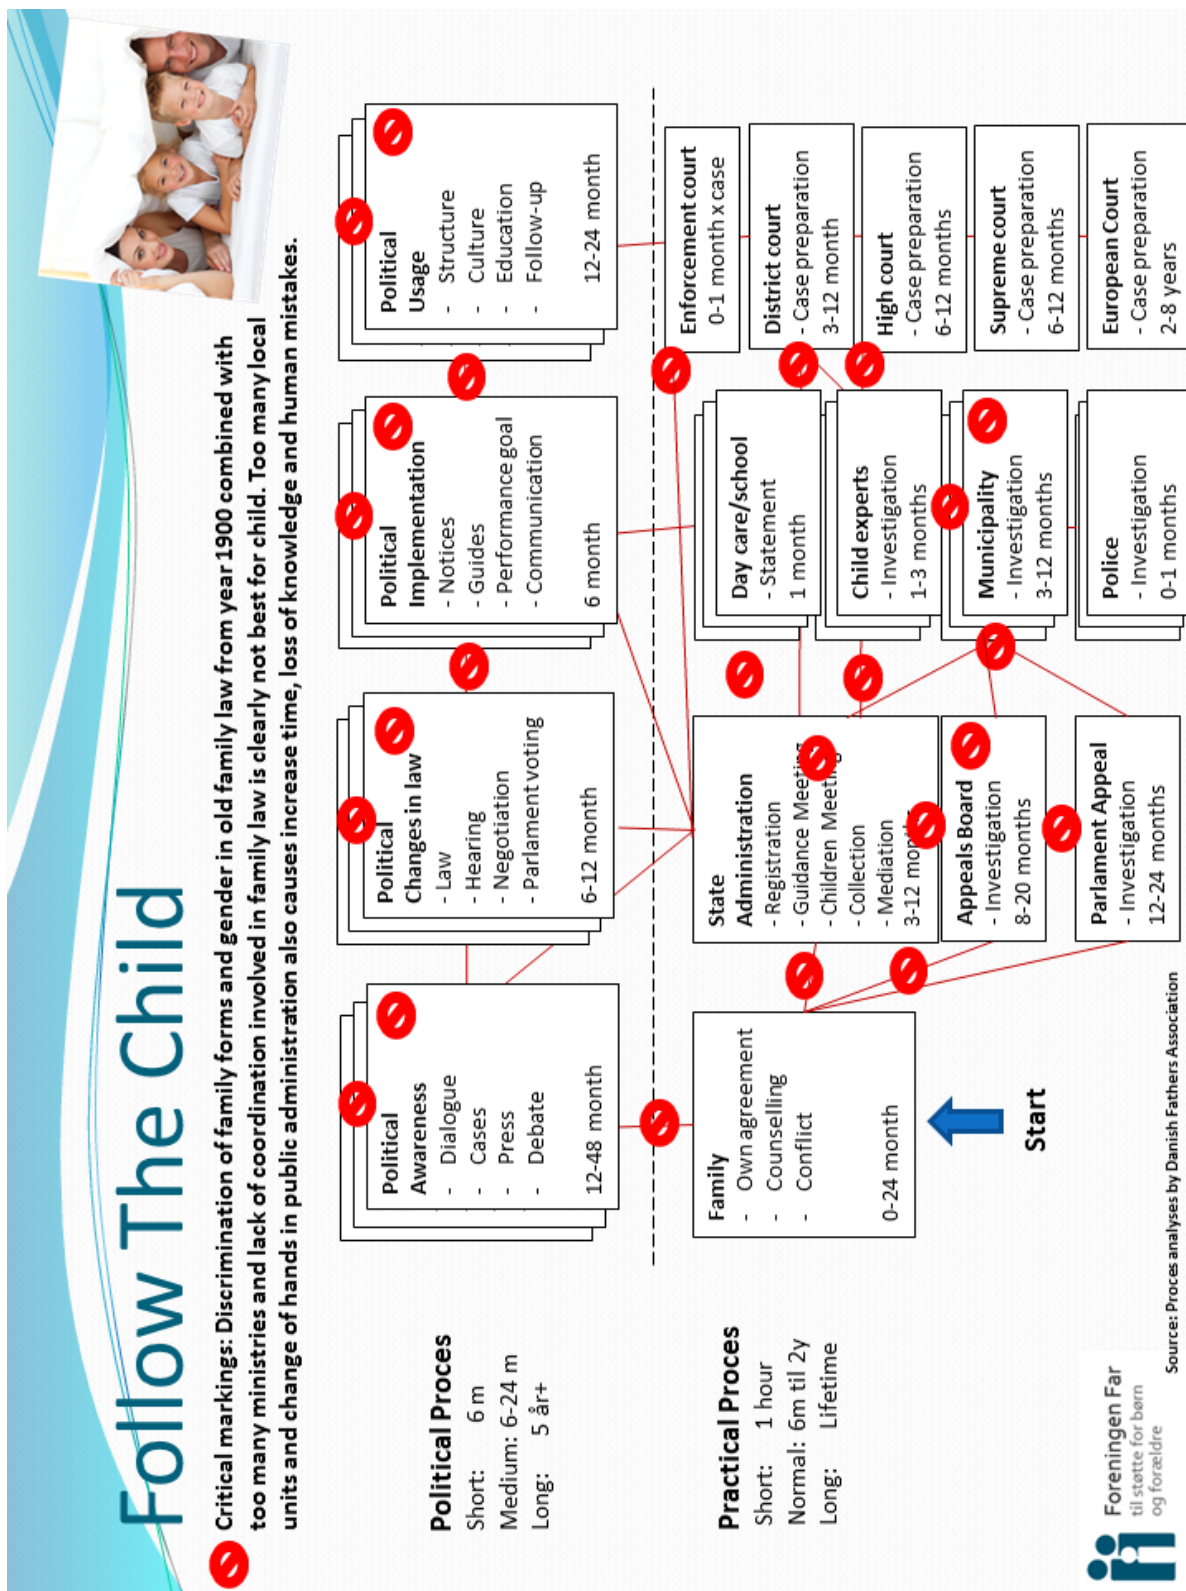 Follow The Child
Critical markings: Discrimination of family forms and gender in old family law from year 1900 combined with
too many ministries and lack of coordination involved in family law is clearly not best for child. Too many local
units and change of hands in public administration also causes increase time, loss of knowledge and human mistakes.
Political Proces
Short: 6 m
Medium: 6-24 m
Long: 5 år+
Political
Awareness
- Dialogue
- Cases
- Press
- Debate
12-48 month
Political
Changes in law
- Law
- Hearing
- Negotiation
- Parlament voting
6-12 month
Political
Implementation
- Notices
- Guides
- Performance goal
- Communication
6 month
Political
Usage
- Structure
- Culture
- Education
- Follow-up
12-24 month
Practical Proces
Short: 1 hour
Normal: 6m til 2y
Long: Lifetime
Family
- Own agreement
- Counselling
- Conflict
0-24 month
Start
State
Administration
- Registration
- Guidance Meeting
- Children Meeting
- Collection
- Mediation
3-12 months
Appeals Board
- Investigation
8-20 months
Parlament Appeal
- Investigation
12-24 months
Day care/school
- Statement
1 month
Child experts
- Investigation
1-3 months
Municipality
- Investigation
3-12 months
Police
- Investigation
0-1 months
Enforcement court
0-1 month x case
District court
- Case preparation
3-12 month
High court
- Case preparation
6-12 months
Supreme court
- Case preparation
6-12 months
European Court
- Case preparation
2-8 years
Foreningen Far
til støtte for børn
og forældre
Source: Proces analyses by Danish Fathers Association